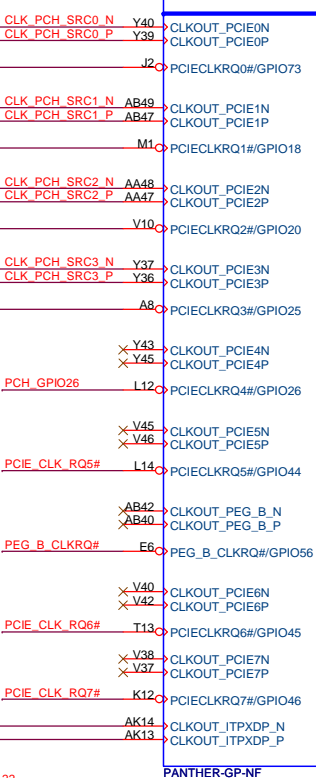 CLK_PCH_SRC0_N Y40 CLKOUT_PCIE0N
CLK_PCH_SRC0_P Y39 CLKOUT_PCIE0P
J2 PCIECLKRQ0#/GPIO73
CLK_PCH_SRC1_N AB49 CLKOUT_PCIE1N
CLK_PCH_SRC1_P AB47 CLKOUT_PCIE1P
M1 PCIECLKRQ1#/GPIO18
CLK_PCH_SRC2_N AA48 CLKOUT_PCIE2N
CLK_PCH_SRC2_P AA47 CLKOUT_PCIE2P
V10 PCIECLKRQ2#/GPIO20
CLK_PCH_SRC3_N Y37 CLKOUT_PCIE3N
CLK_PCH_SRC3_P Y36 CLKOUT_PCIE3P
A8 PCIECLKRQ3#/GPIO25
Y43 CLKOUT_PCIE4N
Y45 CLKOUT_PCIE4P
PCH_GPIO26 L12 PCIECLKRQ4#/GPIO26
V45 CLKOUT_PCIE5N
V46 CLKOUT_PCIE5P
PCIE_CLK_RQ5# L14 PCIECLKRQ5#/GPIO44
AB42 CLKOUT_PEG_B_N
AB40 CLKOUT_PEG_B_P
PEG_B_CLKRQ# E6 PEG_B_CLKRQ#/GPIO56
V40 CLKOUT_PCIE6N
V42 CLKOUT_PCIE6P
PCIE_CLK_RQ6# T13 PCIECLKRQ6#/GPIO45
V38 CLKOUT_PCIE7N
V37 CLKOUT_PCIE7P
PCIE_CLK_RQ7# K12 PCIECLKRQ7#/GPIO46
AK14 CLKOUT_ITPXDP_N
AK13 CLKOUT_ITPXDP_P
PANTHER-GP-NF